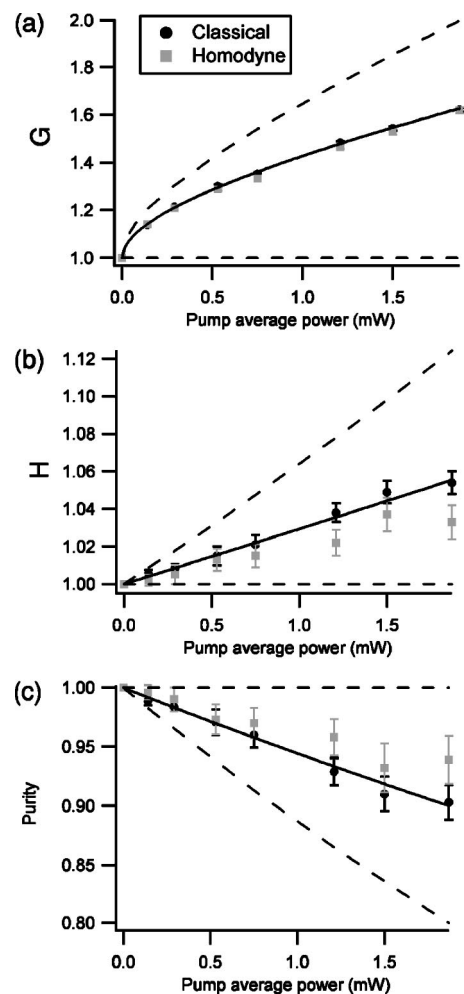 (a)
Classical
Homodyne
G
2.0
1.8
1.6
1.4
1.2
1.0
0.0 0.5 1.0 1.5
Pump average power (mW)
(b)
H
1.12
1.10
1.08
1.06
1.04
1.02
1.00
0.0 0.5 1.0 1.5
Pump average power (mW)
(c)
Purity
1.00
0.95
0.90
0.85
0.80
0.0 0.5 1.0 1.5
Pump average power (mW)